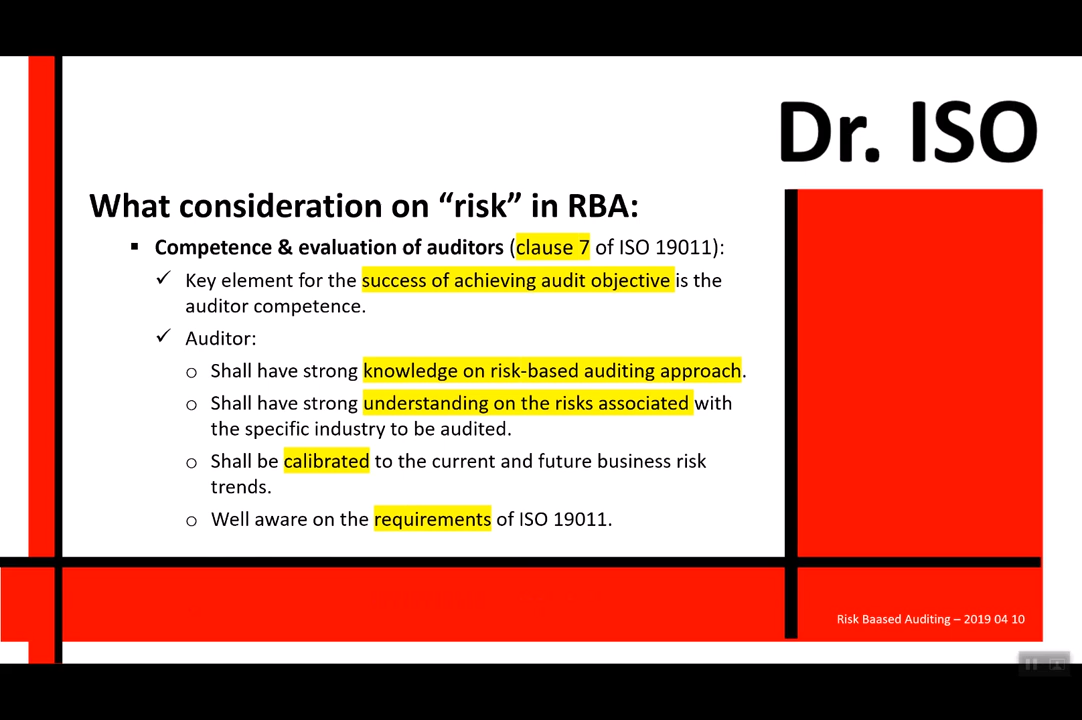 Dr. ISO
What consideration on “risk” in RBA:
▪ Competence & evaluation of auditors (clause 7 of ISO 19011):
✓ Key element for the success of achieving audit objective is the
auditor competence.
✓ Auditor:
o Shall have strong knowledge on risk-based auditing approach.
o Shall have strong understanding on the risks associated with
the specific industry to be audited.
o Shall be calibrated to the current and future business risk
trends.
o Well aware on the requirements of ISO 19011.
Risk Baased Auditing – 2019 04 10